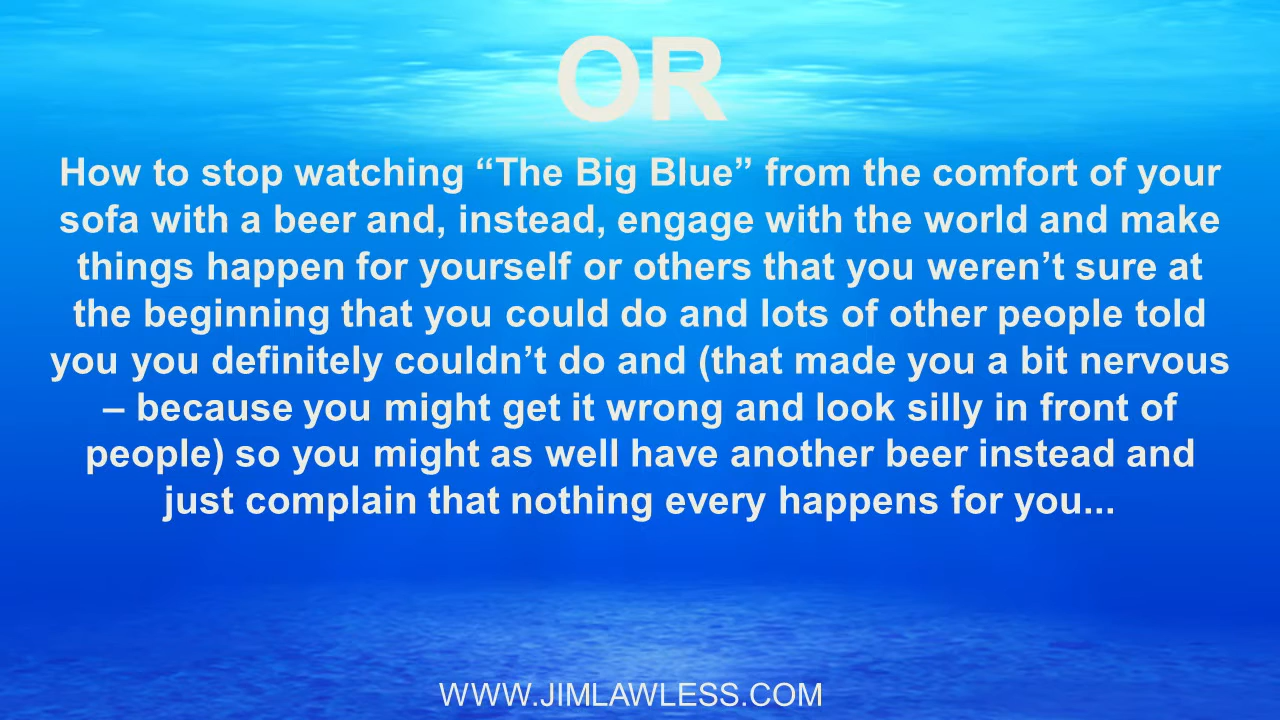 OR
How to stop watching “The Big Blue” from the comfort of your
sofa with a beer and, instead, engage with the world and make
things happen for yourself or others that you weren’t sure at
the beginning that you could do and lots of other people told
you you definitely couldn’t do and (that made you a bit nervous
– because you might get it wrong and look silly in front of
people) so you might as well have another beer instead and
just complain that nothing every happens for you...
WWW.JIMLAWLESS.COM